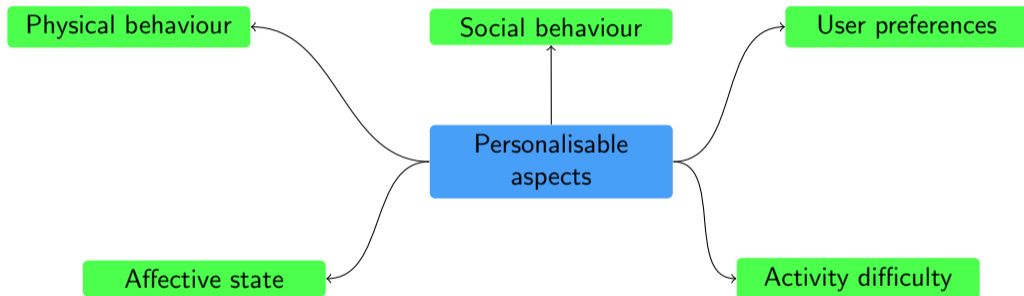 Physical behaviour
Social behaviour
User preferences
Personalisable
aspects
Affective state
Activity difficulty